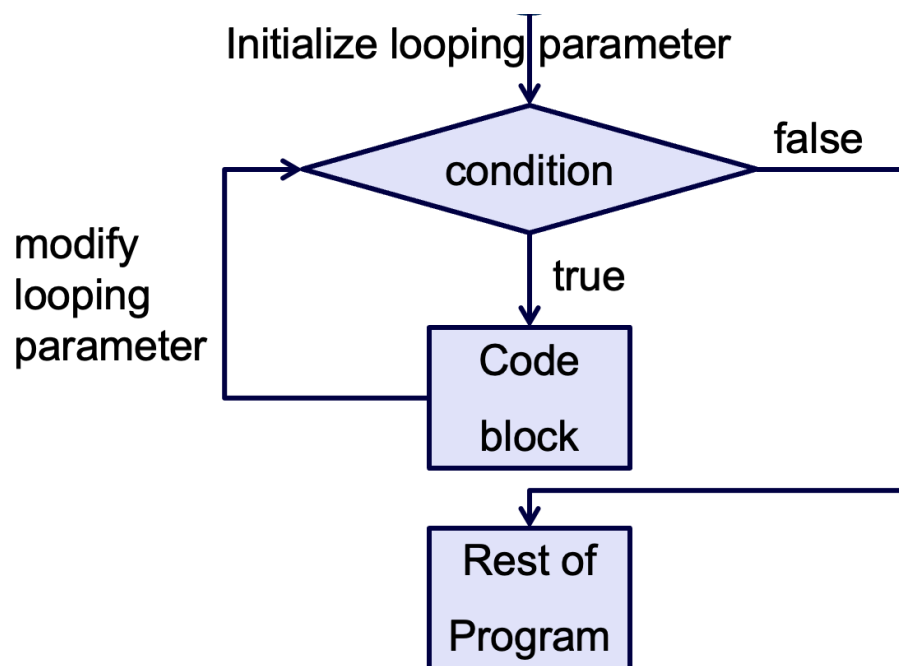 Initialize looping parameter
false
condition
modify
looping
parameter
true
Code
block
Rest of
Program